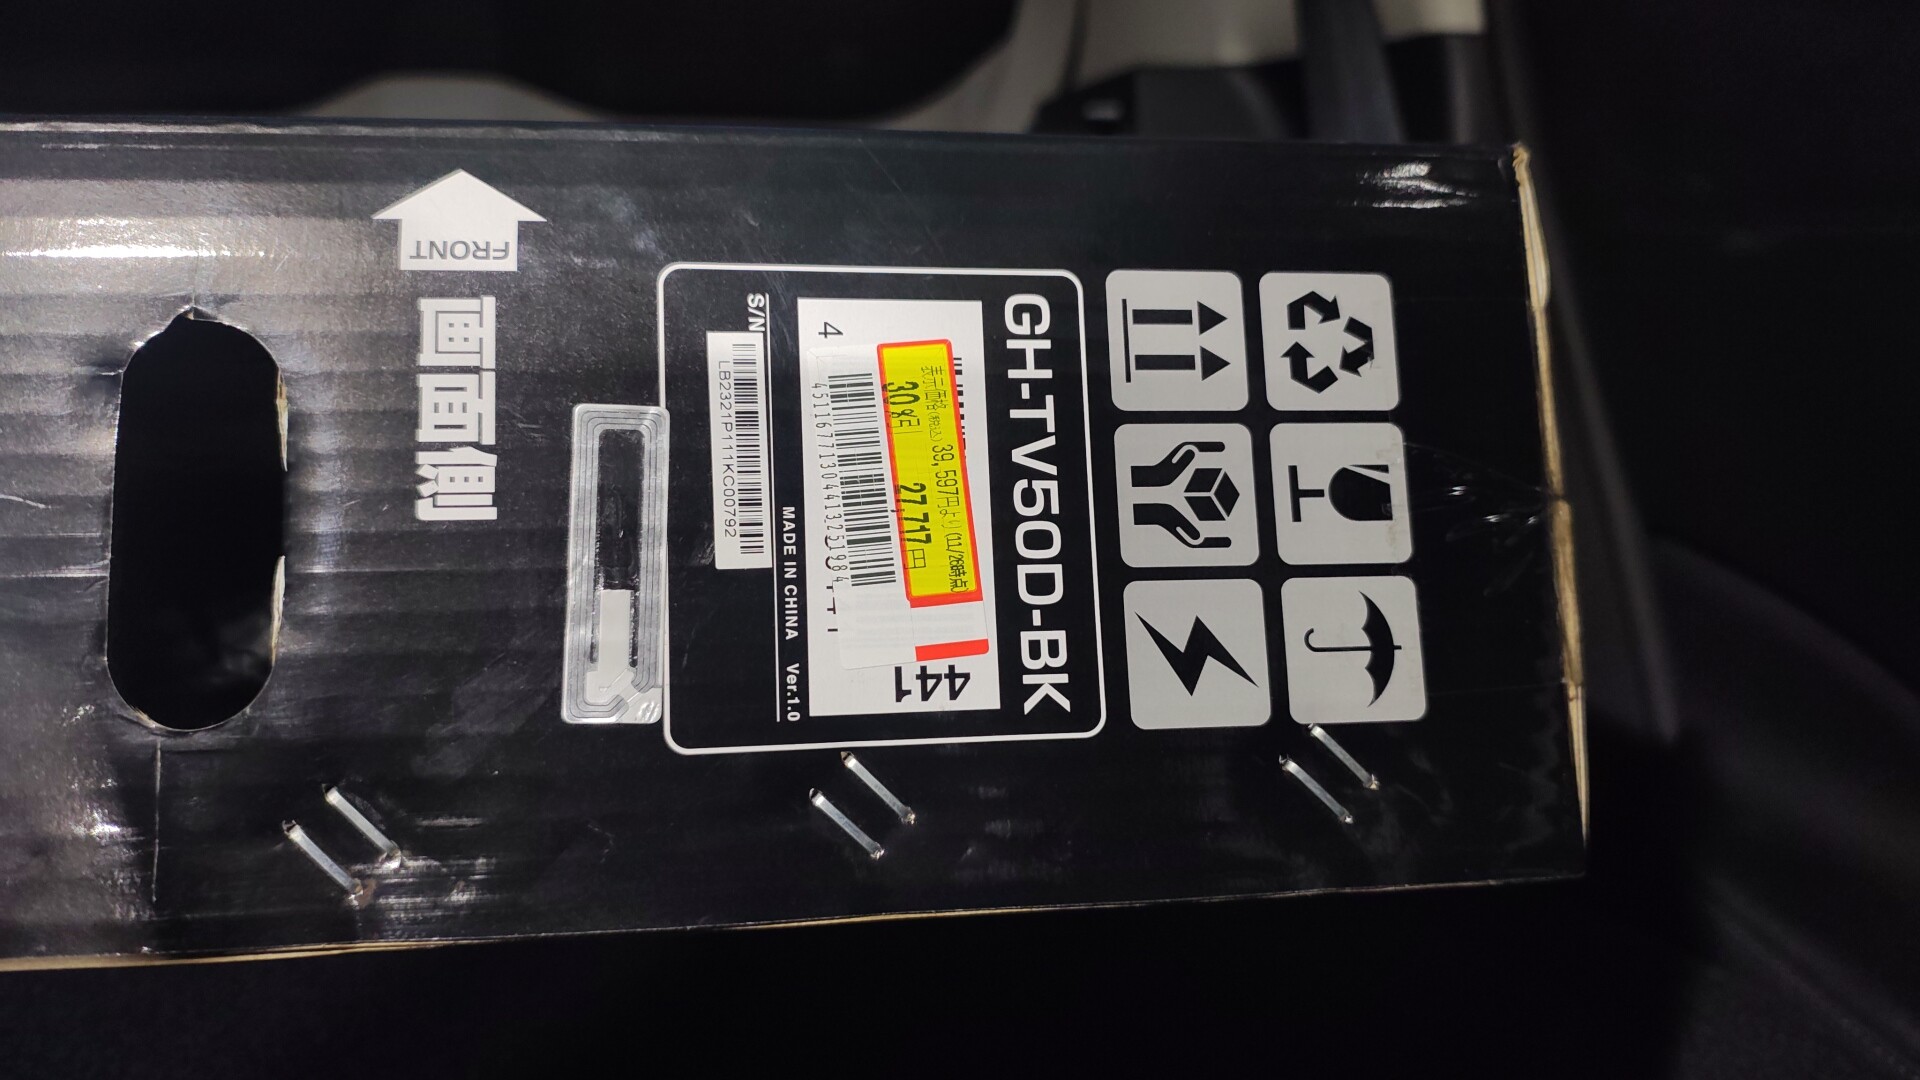 FRONT
画面側
GH-TV50D-BK
表示価格(税込)39,597円より(11/26時点)
30%引 27,717円
4
441
45116771304413251984
MADE IN CHINA Ver.1.0
S/N
LB2321P111KC00792